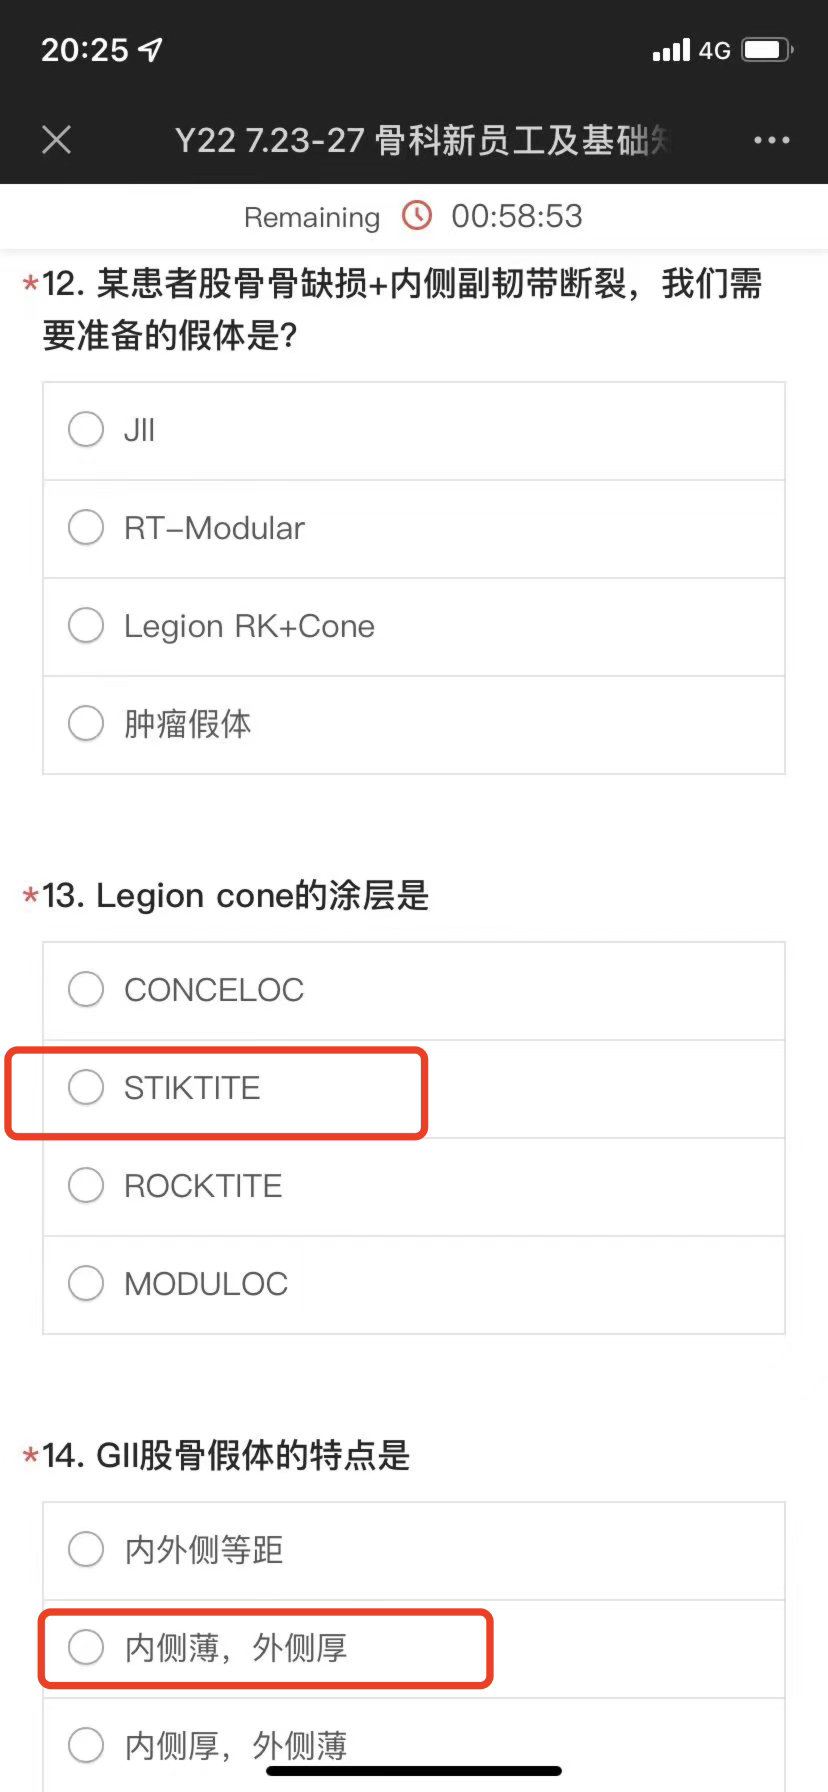 20:25
4G
Y22 7.23-27 骨科新员工及基础
Remaining 00:58:53
*12. 某患者股骨骨缺损+内侧副韧带断裂，我们需
要准备的假体是?
JII
RT-Modular
Legion RK+Cone
肿瘤假体
*13. Legion cone的涂层是
CONCELOC
STIKTITE
ROCKTITE
MODULOC
*14. GII股骨假体的特点是
内外侧等距
内侧薄，外侧厚
内侧厚，外侧薄